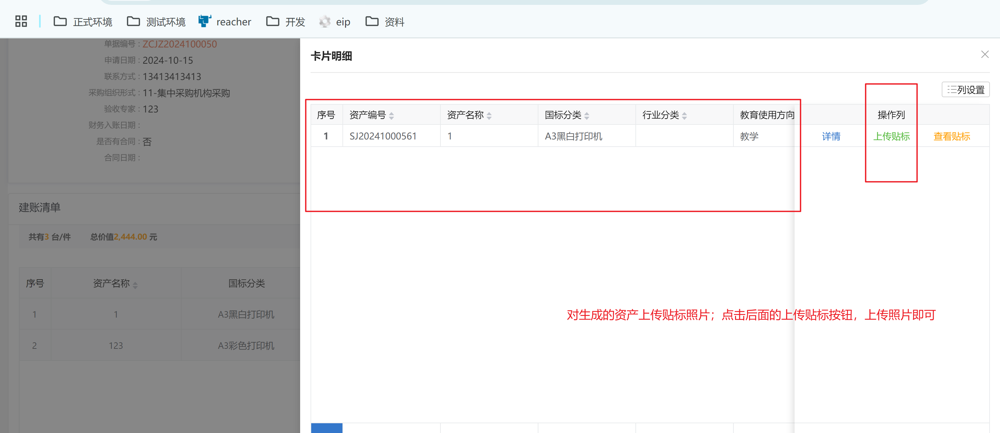 正式环境 测试环境 reacher 开发 eip 资料
单据编号：ZCJZ2024100050
申请日期：2024-10-15
联系方式：13413413413
采购组织形式：11-集中采购机构采购
验收专家：123
财务入账日期：
是否有合同：否
合同日期：
建账清单
共有3 台/件 总价值2,444.00 元
序号 资产名称 国标分类
1 1 A3黑白打印机
2 123 A3彩色打印机
卡片明细
列设置
序号 资产编号 资产名称 国标分类 行业分类 教育使用方向 操作列
1 SJ20241000561 1 A3黑白打印机 教学 详情 上传贴标 查看贴标
对生成的资产上传贴标照片；点击后面的上传贴标按钮，上传照片即可